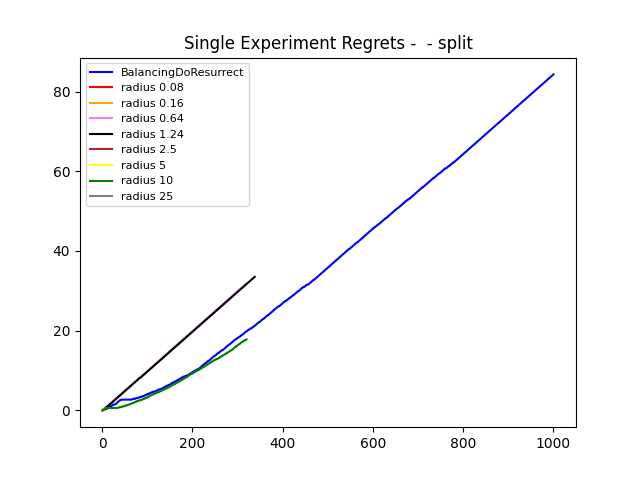 Single Experiment Regrets -  - split
BalancingDoResurrect
radius 0.08
radius 0.16
radius 0.64
radius 1.24
radius 2.5
radius 5
radius 10
radius 25
80
60
40
20
0
0 200 400 600 800 1000